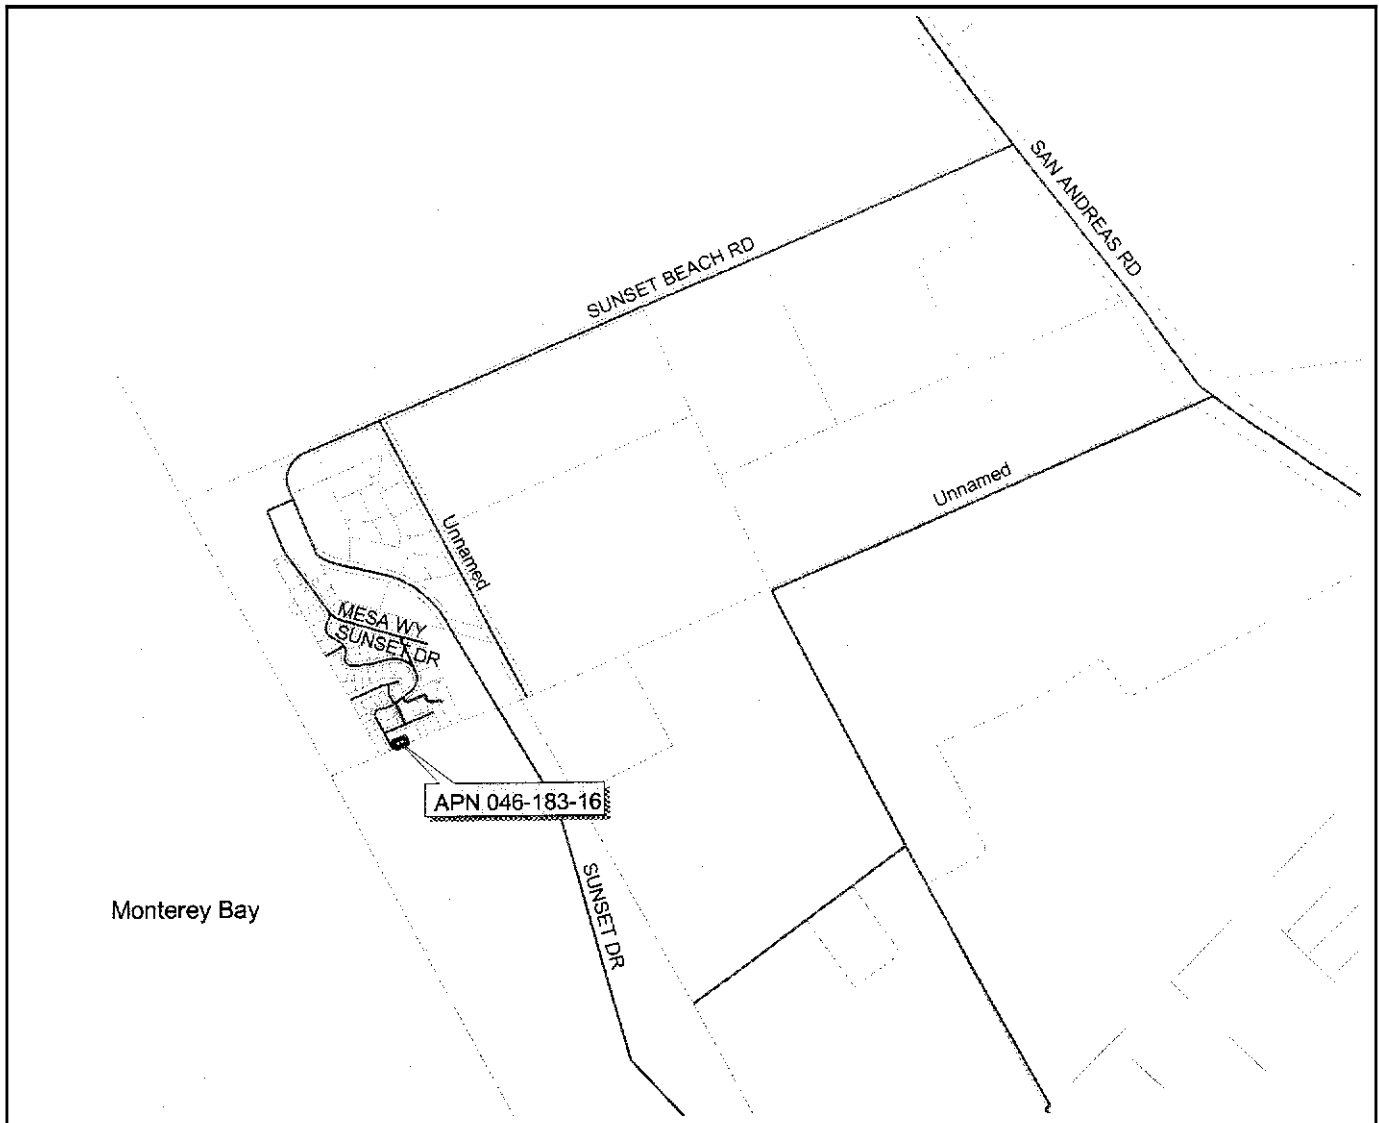 SAN ANDREAS RD
SUNSET BEACH RD
Unnamed
Unnamed
MESA WY
SUNSET DR
APN 046-183-16
SUNSET DR
Monterey Bay